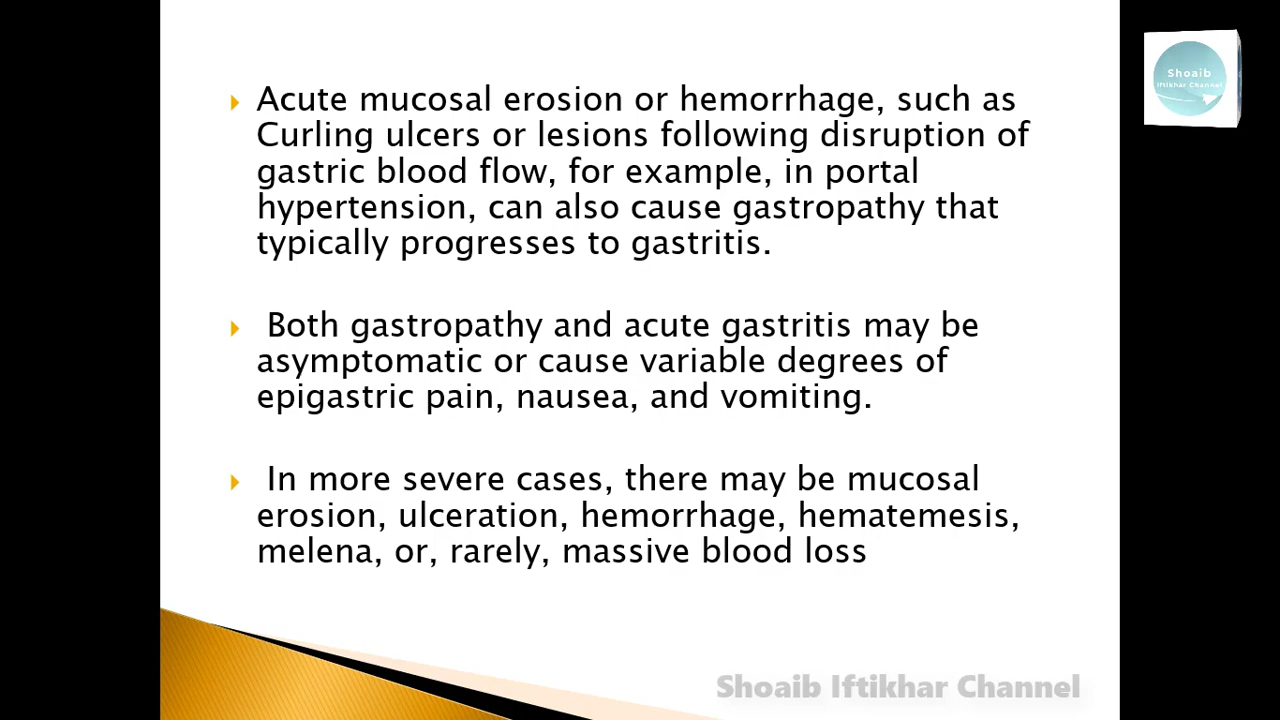 Shoaib
Iftikhar Channel
Acute mucosal erosion or hemorrhage, such as
Curling ulcers or lesions following disruption of
gastric blood flow, for example, in portal
hypertension, can also cause gastropathy that
typically progresses to gastritis.
Both gastropathy and acute gastritis may be
asymptomatic or cause variable degrees of
epigastric pain, nausea, and vomiting.
In more severe cases, there may be mucosal
erosion, ulceration, hemorrhage, hematemesis,
melena, or, rarely, massive blood loss
Shoaib Iftikhar Channel